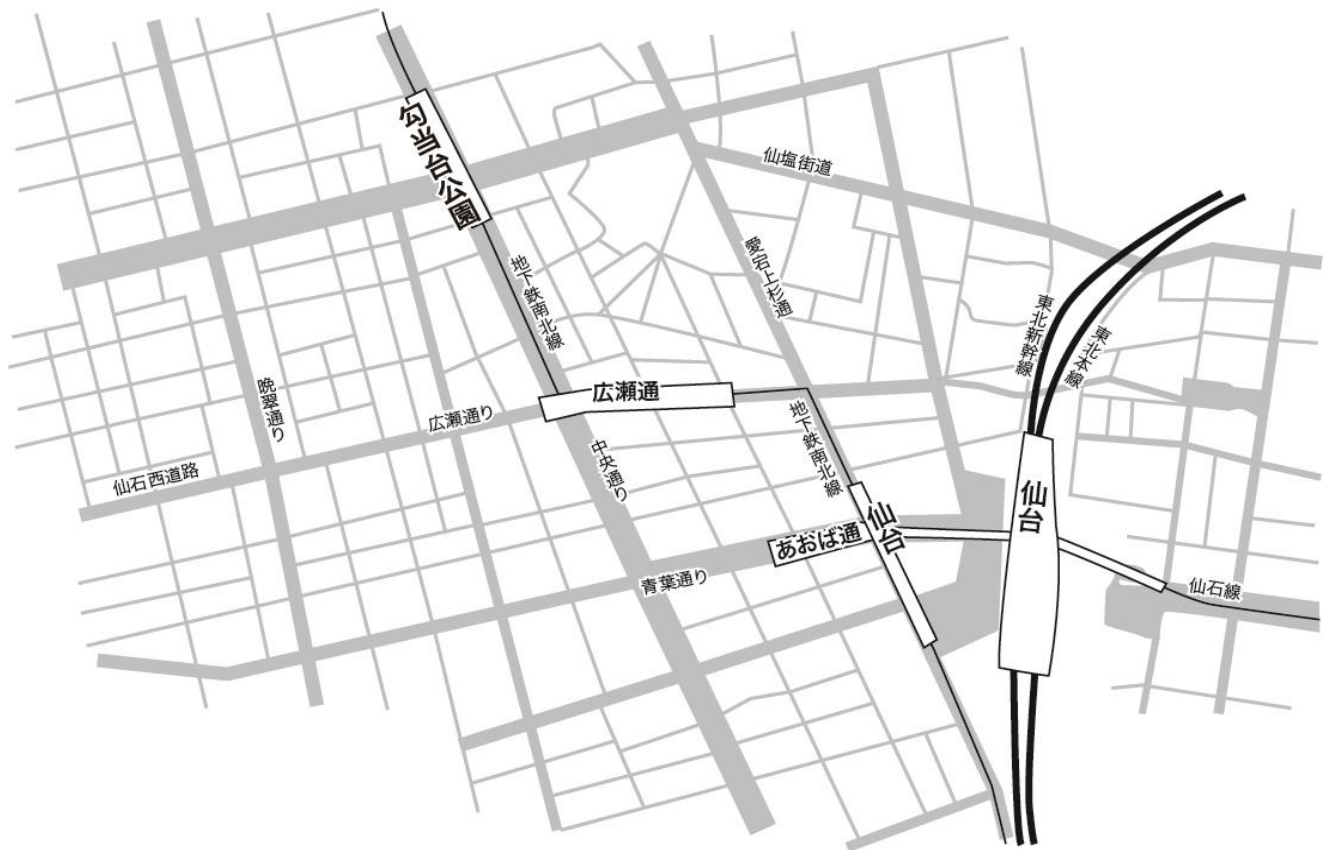 勾当台公園
仙塩街道
愛宕上杉通
地下鉄南北線
東北新幹線
東北本線
晩翠通り
広瀬通
広瀬通り
地下鉄南北線
中央通り
仙石西道路
仙台
仙台
あおば通
青葉通り
仙石線